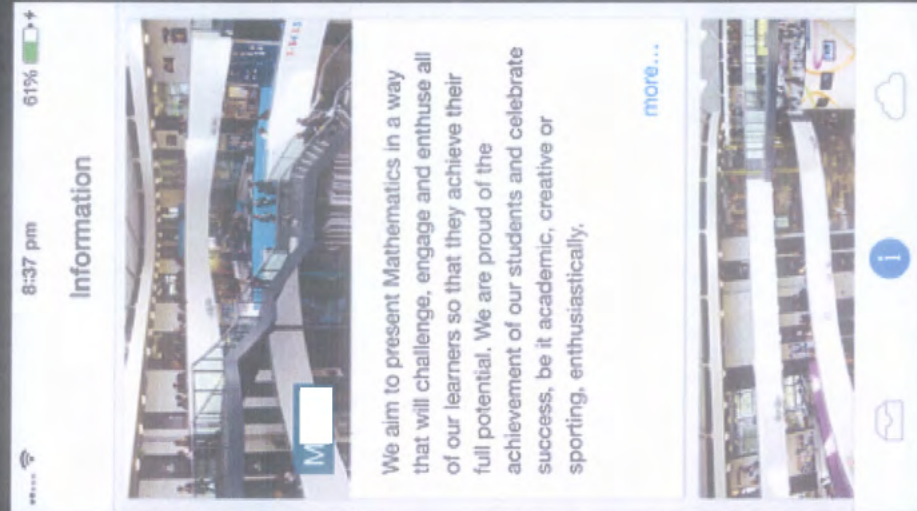 8:37 pm
61%
Information
M
We aim to present Mathematics in a way
that will challenge, engage and enthuse all
of our learners so that they achieve their
full potential. We are proud of the
achievement of our students and celebrate
success, be it academic, creative or
sporting, enthusiastically.
more...